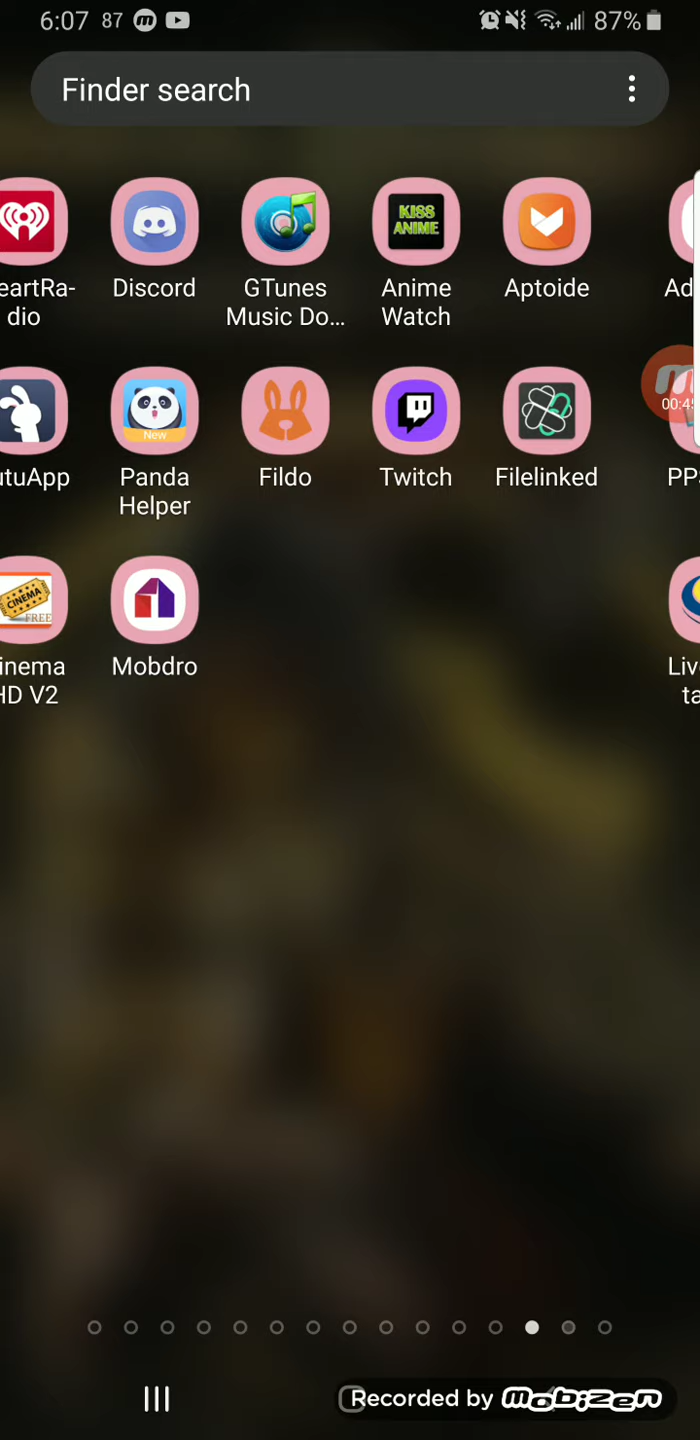 6:07 87 87%
Finder search
eartRa-
dio
Discord
GTunes
Music Do...
KISS
ANIME
Anime
Watch
Aptoide
Ad
00:45
utuApp
New
Panda
Helper
Fildo
Twitch
Filelinked
PP
CINEMA
FREE
inema
HD V2
Mobdro
Liv
ta
Recorded by mobizen